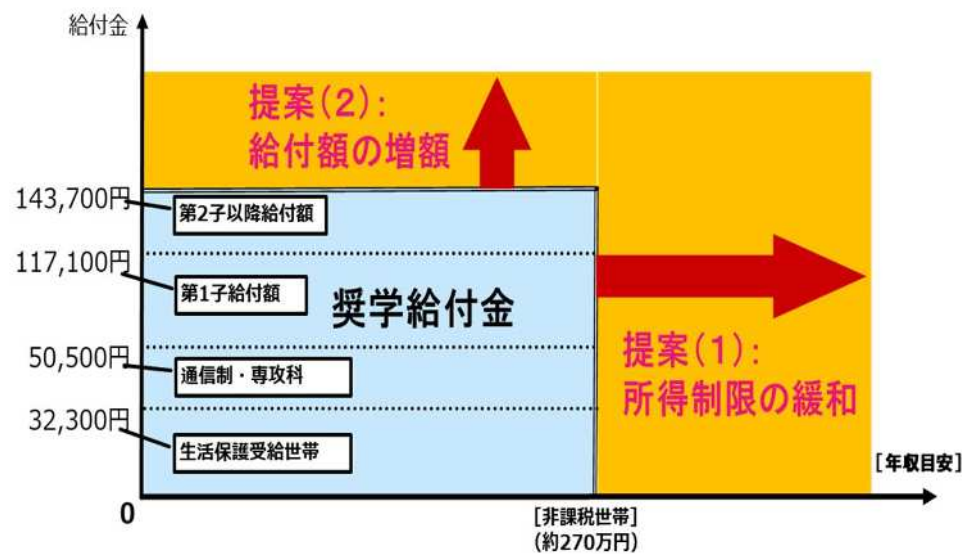 給付金
提案(2):
給付額の増額
143,700円
第2子以降給付額
117,100円
第1子給付額
奨学給付金
50,500円
通信制・専攻科
提案(1):
所得制限の緩和
32,300円
生活保護受給世帯
[年収目安]
0
[非課税世帯]
(約270万円)